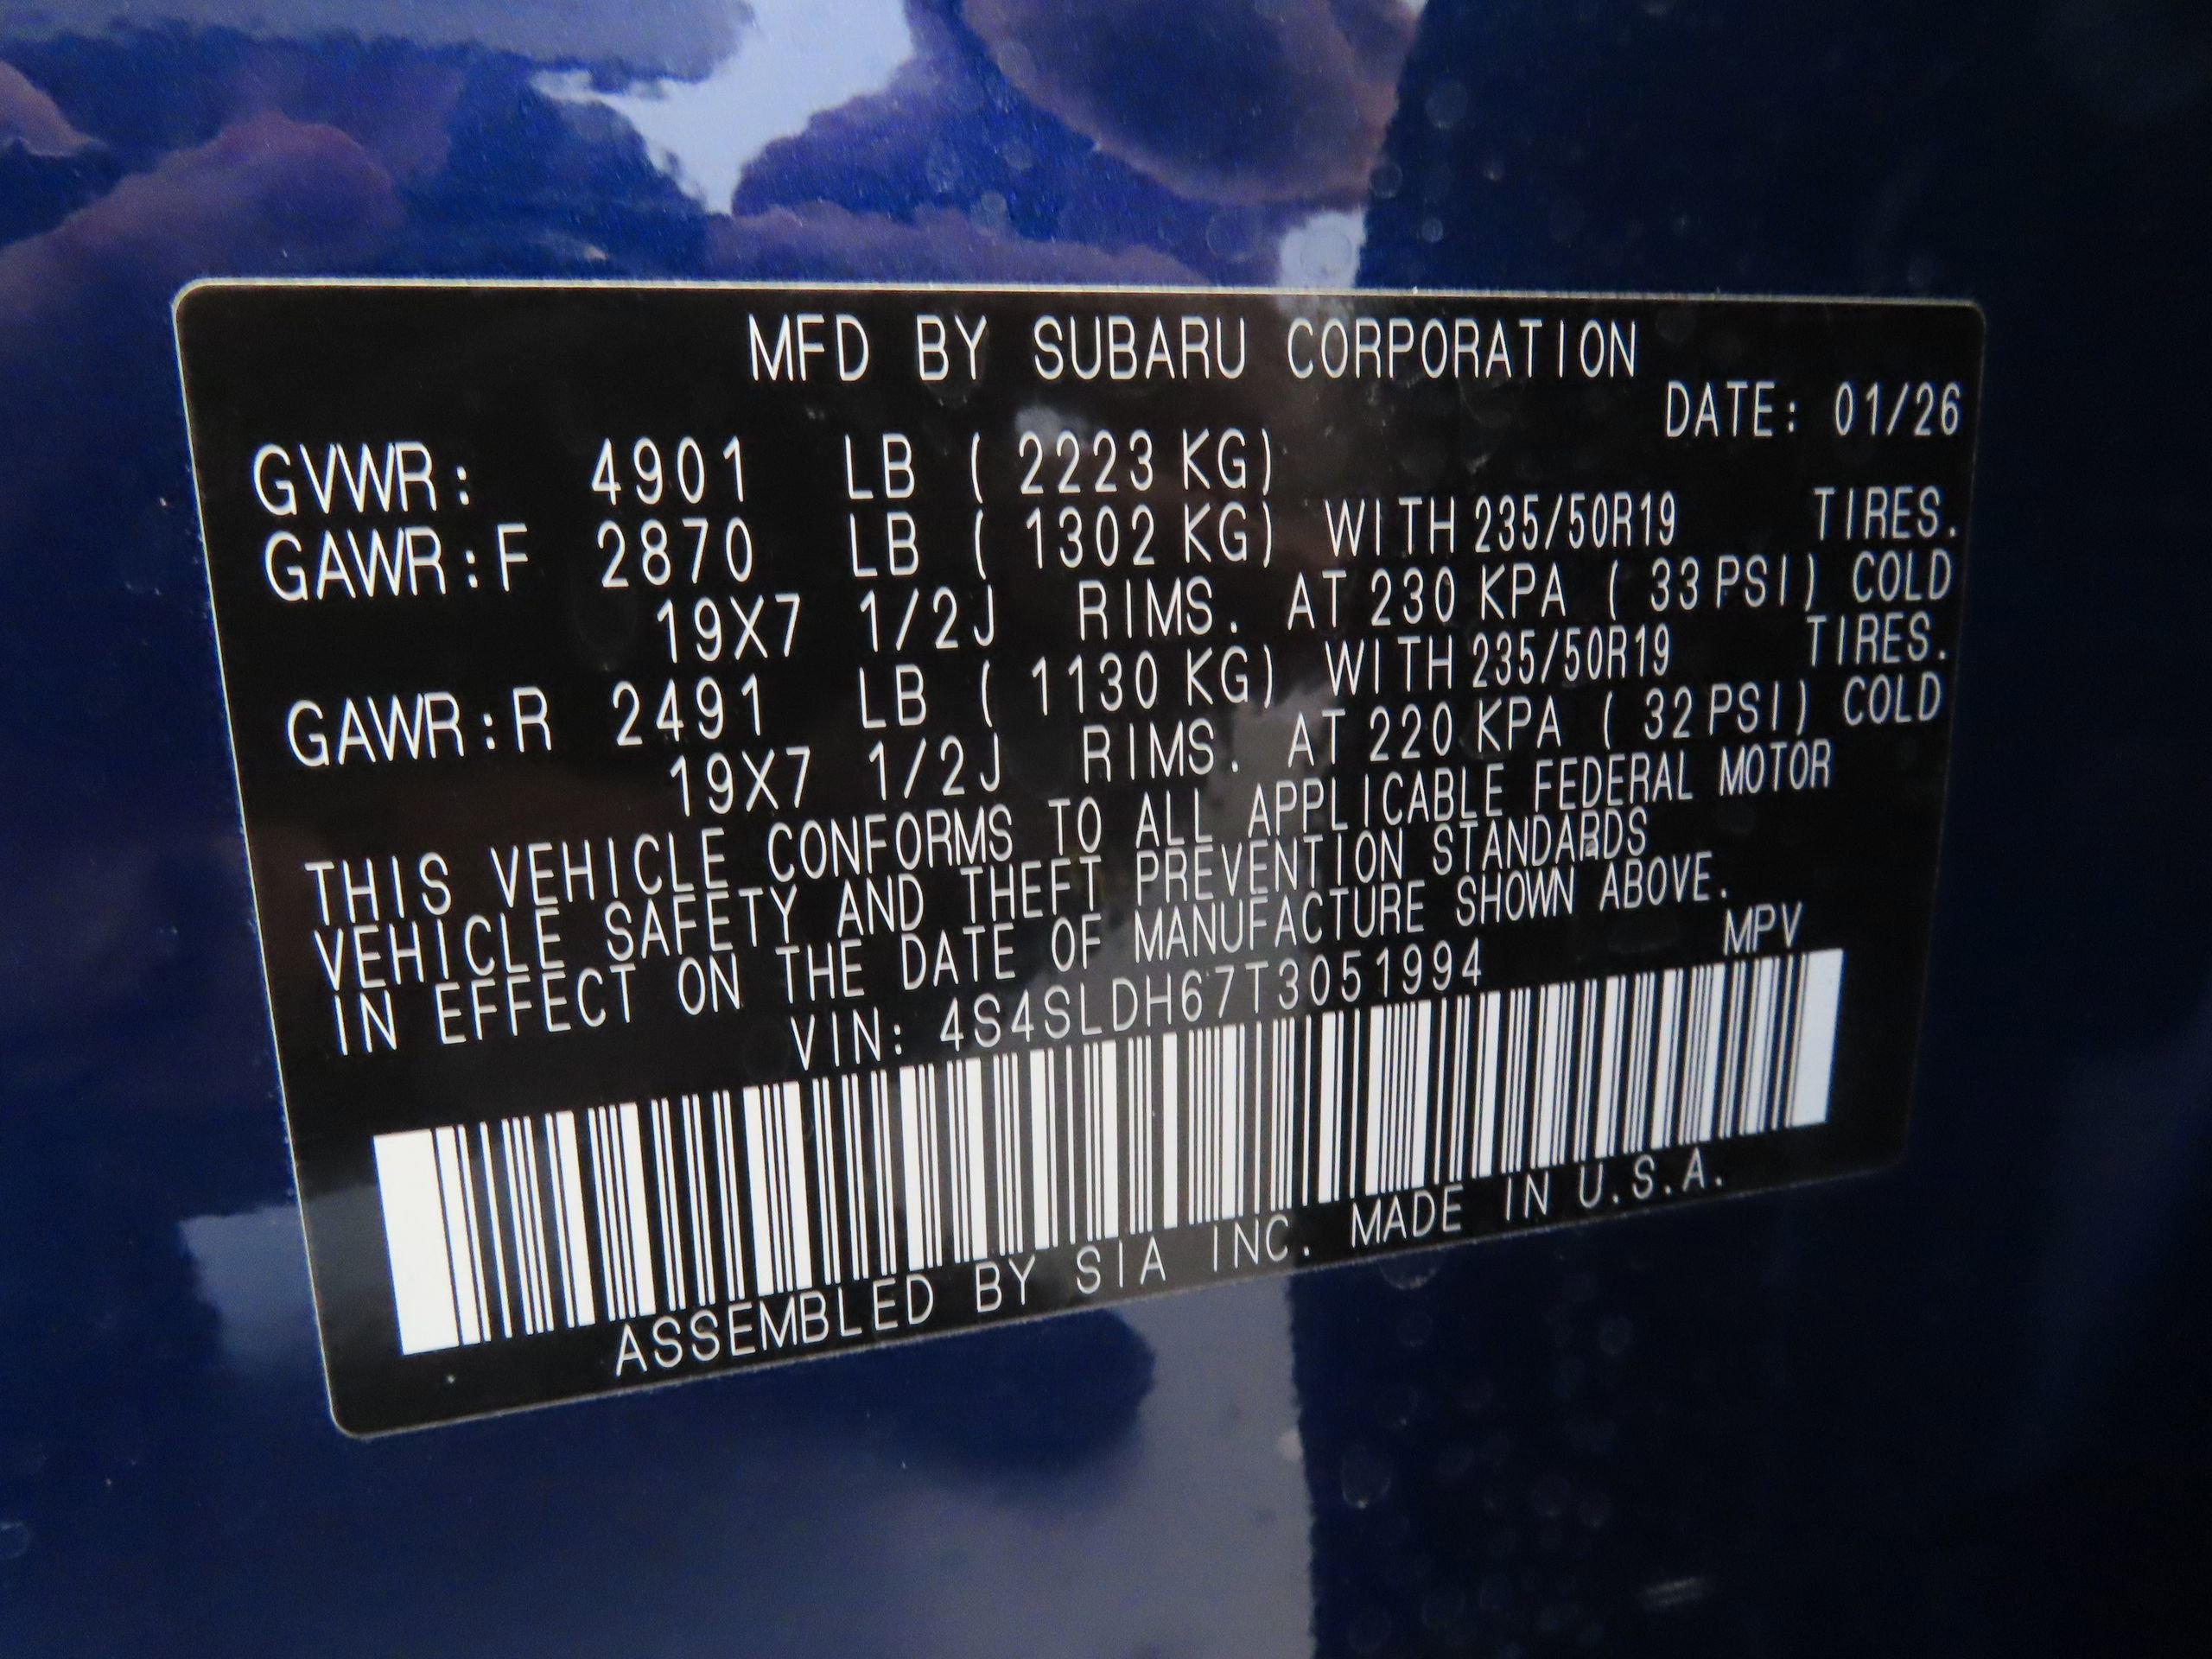 MFD BY SUBARU CORPORATION
DATE: 01/26
GVWR: 4901 LB ( 2223 KG)
GAWR:F 2870 LB ( 1302 KG) WITH 235/50R19 TIRES.
19X7 1/2J RIMS. AT 230 KPA ( 33 PSI) COLD
GAWR:R 2491 LB ( 1130 KG) WITH 235/50R19 TIRES.
19X7 1/2J RIMS. AT 220 KPA ( 32 PSI) COLD
THIS VEHICLE CONFORMS TO ALL APPLICABLE FEDERAL MOTOR
VEHICLE SAFETY AND THEFT PREVENTION STANDARDS
IN EFFECT ON THE DATE OF MANUFACTURE SHOWN ABOVE.
VIN: 4S4SLDH67T3051994 MPV
ASSEMBLED BY SIA INC. MADE IN U.S.A.